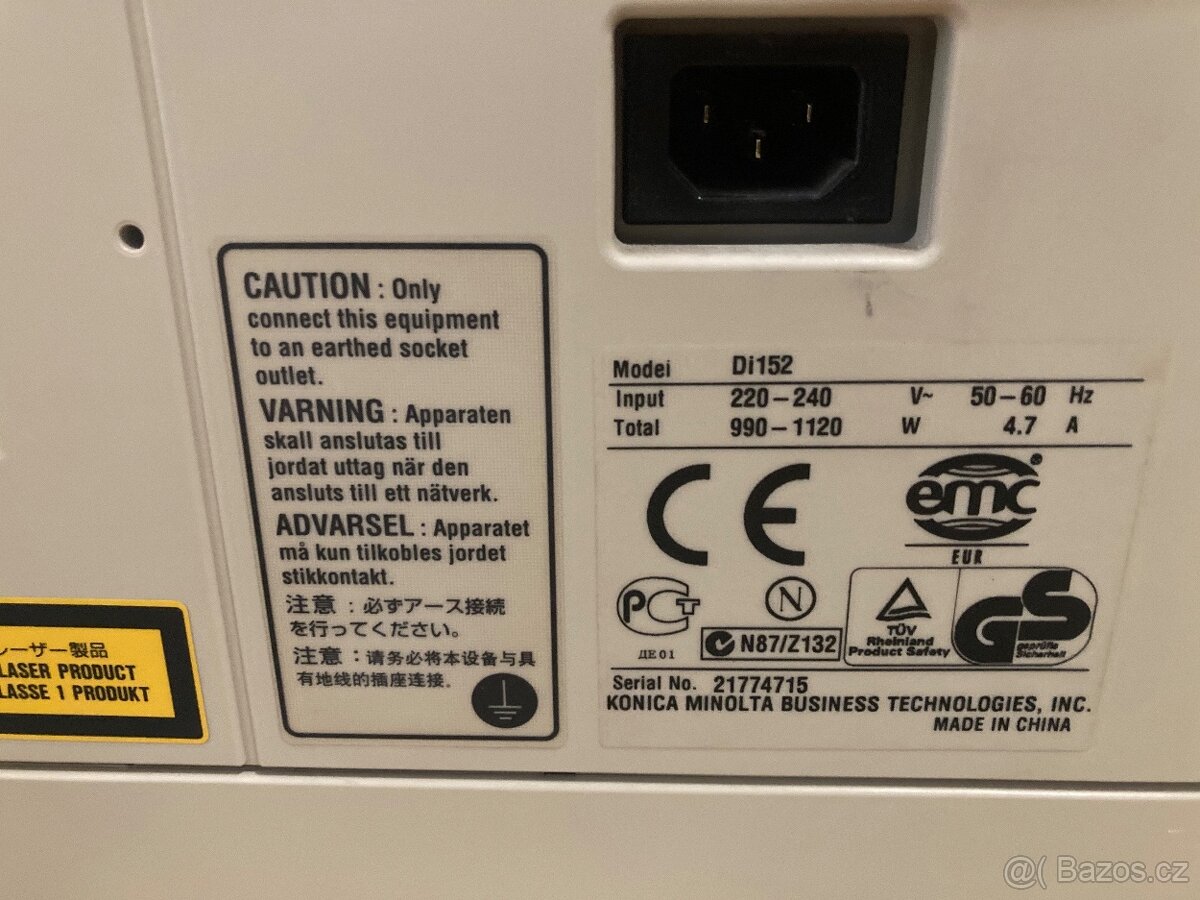 CAUTION : Only
connect this equipment
to an earthed socket
outlet.
VARNING : Apparaten
skall anslutas till
jordat uttag när den
ansluts till ett nätverk.
ADVARSEL : Apparatet
må kun tilkobles jordet
stikkontakt.
注意 : 必ずアース接続
を行ってください。
注意 : 请务必将本设备与具
有地线的插座连接.
レーザー製品
LASER PRODUCT
LASSE 1 PRODUKT
Model Di152
Input 220-240 V~ 50-60 Hz
Total 990-1120 W 4.7 A
CE
emc®
EUR
РСТ
ДЕ01
N
N87/Z132
TÜV
Rheinland
Product Safety
GS
geprüfte
Sicherheit
Serial No. 21774715
KONICA MINOLTA BUSINESS TECHNOLOGIES, INC.
MADE IN CHINA
@( Bazos.cz